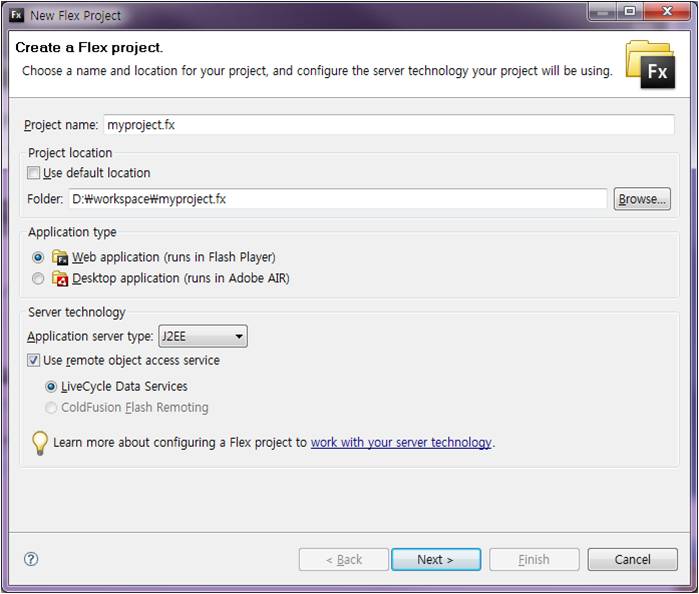 Fx New Flex Project
Create a Flex project.
Choose a name and location for your project, and configure the server technology your project will be using.
Fx
Project name: myproject.fx
Project location
Use default location
Folder: D:₩workspace₩myproject.fx Browse...
Application type
Web application (runs in Flash Player)
Desktop application (runs in Adobe AIR)
Server technology
Application server type: J2EE
Use remote object access service
LiveCycle Data Services
ColdFusion Flash Remoting
Learn more about configuring a Flex project to work with your server technology.
? < Back Next > Finish Cancel